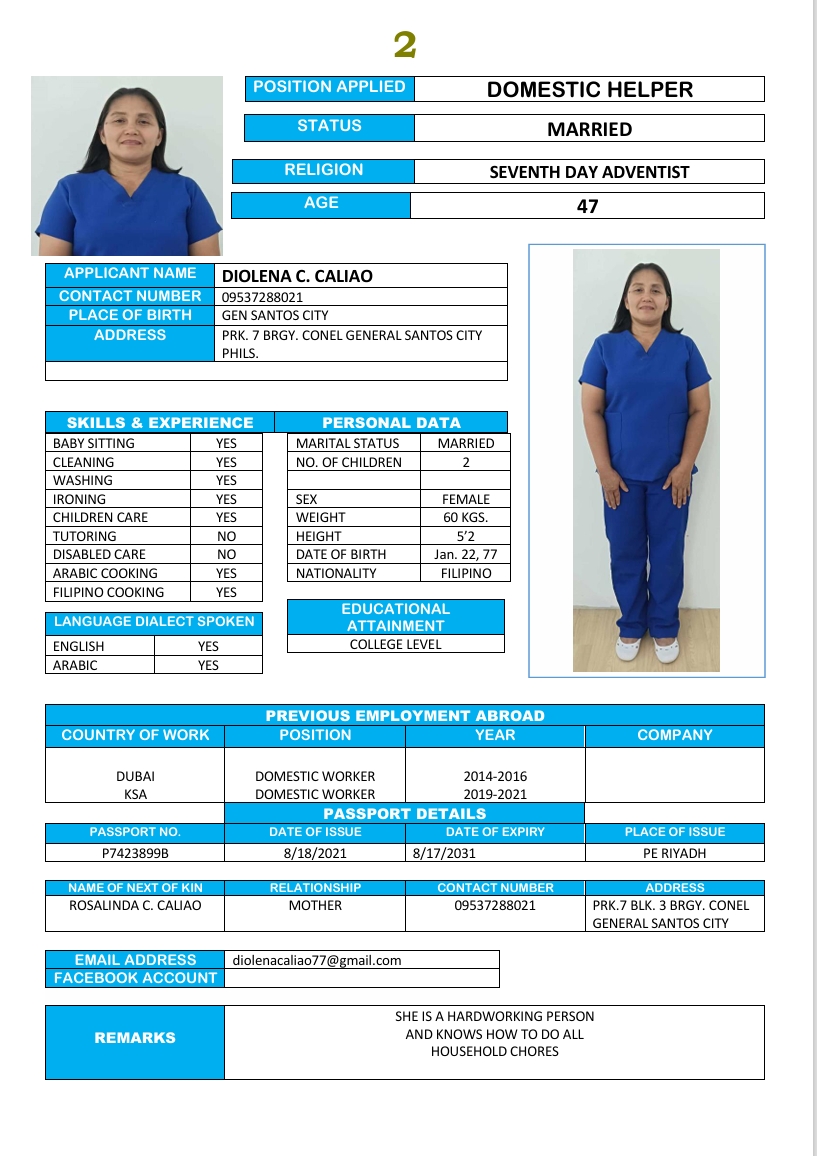 2
POSITION APPLIED DOMESTIC HELPER
STATUS MARRIED
RELIGION SEVENTH DAY ADVENTIST
AGE 47
APPLICANT NAME DIOLENA C. CALIAO
CONTACT NUMBER 09537288021
PLACE OF BIRTH GEN SANTOS CITY
ADDRESS PRK. 7 BRGY. CONEL GENERAL SANTOS CITY
PHILS.
SKILLS & EXPERIENCE PERSONAL DATA
BABY SITTING YES MARITAL STATUS MARRIED
CLEANING YES NO. OF CHILDREN 2
WASHING YES
IRONING YES SEX FEMALE
CHILDREN CARE YES WEIGHT 60 KGS.
TUTORING NO HEIGHT 5’2
DISABLED CARE NO DATE OF BIRTH Jan. 22, 77
ARABIC COOKING YES NATIONALITY FILIPINO
FILIPINO COOKING YES
LANGUAGE DIALECT SPOKEN
ENGLISH YES
ARABIC YES
EDUCATIONAL
ATTAINMENT
COLLEGE LEVEL
PREVIOUS EMPLOYMENT ABROAD
COUNTRY OF WORK POSITION YEAR COMPANY
DUBAI DOMESTIC WORKER 2014-2016
KSA DOMESTIC WORKER 2019-2021
PASSPORT DETAILS
PASSPORT NO. DATE OF ISSUE DATE OF EXPIRY PLACE OF ISSUE
P7423899B 8/18/2021 8/17/2031 PE RIYADH
NAME OF NEXT OF KIN RELATIONSHIP CONTACT NUMBER ADDRESS
ROSALINDA C. CALIAO MOTHER 09537288021 PRK.7 BLK. 3 BRGY. CONEL
GENERAL SANTOS CITY
EMAIL ADDRESS diolenacaliao77@gmail.com
FACEBOOK ACCOUNT
REMARKS
SHE IS A HARDWORKING PERSON
AND KNOWS HOW TO DO ALL
HOUSEHOLD CHORES